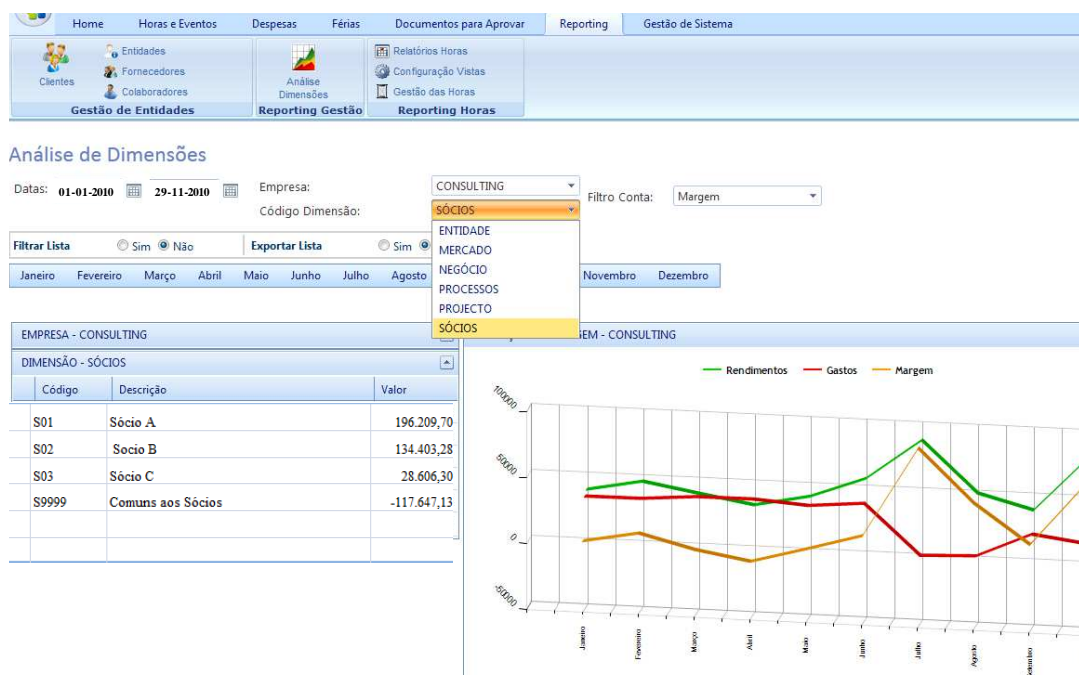 Home Horas e Eventos Despesas Férias Documentos para Aprovar Reporting Gestão de Sistema
Clientes
Entidades
Fornecedores
Colaboradores
Gestão de Entidades
Análise
Dimensões
Reporting Gestão
Relatórios Horas
Configuração Vistas
Gestão das Horas
Reporting Horas
Análise de Dimensões
Datas: 01-01-2010 29-11-2010 Empresa: CONSULTING Filtro Conta: Margem
Código Dimensão: SÓCIOS
ENTIDADE
MERCADO
NEGÓCIO
PROCESSOS
PROJECTO
SÓCIOS
Filtrar Lista Sim Não Exportar Lista Sim
Janeiro Fevereiro Março Abril Maio Junho Julho Agosto Novembro Dezembro
EMPRESA - CONSULTING
DIMENSÃO - SÓCIOS
Código Descrição Valor
S01 Sócio A 196.209,70
S02 Socio B 134.403,28
S03 Sócio C 28.606,30
S9999 Comuns aos Sócios -117.647,13
GEM - CONSULTING
Rendimentos Gastos Margem
100000
50000
0
-50000
Janeiro Fevereiro Março Abril Maio Junho Julho Agosto